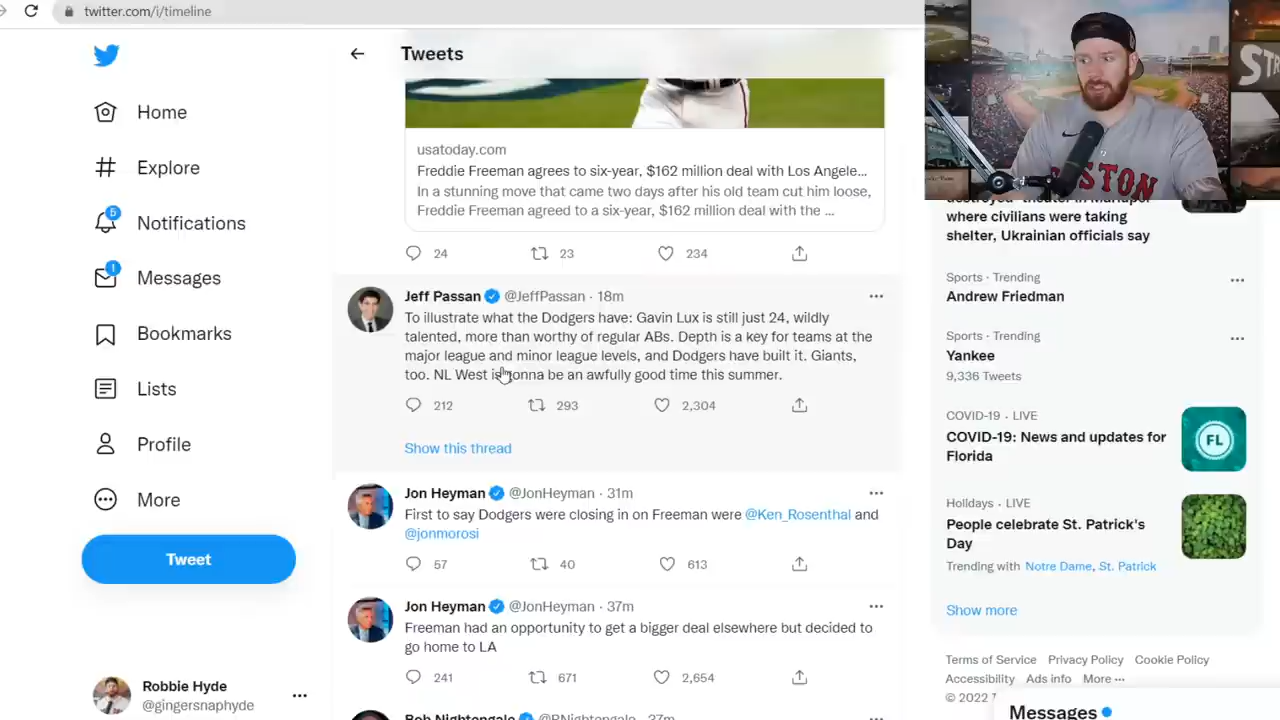 twitter.com/i/timeline
Tweets
Home
Explore
5
Notifications
1
Messages
Bookmarks
Lists
Profile
More
Tweet
Robbie Hyde
@gingersnaphyde
usatoday.com
Freddie Freeman agrees to six-year, $162 million deal with Los Angele...
In a stunning move that came two days after his old team cut him loose,
Freddie Freeman agreed to a six-year, $162 million deal with the ...
24 23 234
Jeff Passan @JeffPassan · 18m
To illustrate what the Dodgers have: Gavin Lux is still just 24, wildly
talented, more than worthy of regular ABs. Depth is a key for teams at the
major league and minor league levels, and Dodgers have built it. Giants,
too. NL West is gonna be an awfully good time this summer.
212 293 2,304
Show this thread
Jon Heyman @JonHeyman · 31m
First to say Dodgers were closing in on Freeman were @Ken_Rosenthal and
@jonmorosi
57 40 613
Jon Heyman @JonHeyman · 37m
Freeman had an opportunity to get a bigger deal elsewhere but decided to
go home to LA
241 671 2,654
Bob Nightengale @BNightengale · 37m
BOSTON
where civilians were taking
shelter, Ukrainian officials say
Sports · Trending
Andrew Friedman
Sports · Trending
Yankee
9,336 Tweets
COVID-19 · LIVE
COVID-19: News and updates for
Florida
FL
Holidays · LIVE
People celebrate St. Patrick's
Day
Trending with Notre Dame, St. Patrick
Show more
Terms of Service Privacy Policy Cookie Policy
Accessibility Ads info More ···
© 2022
Messages